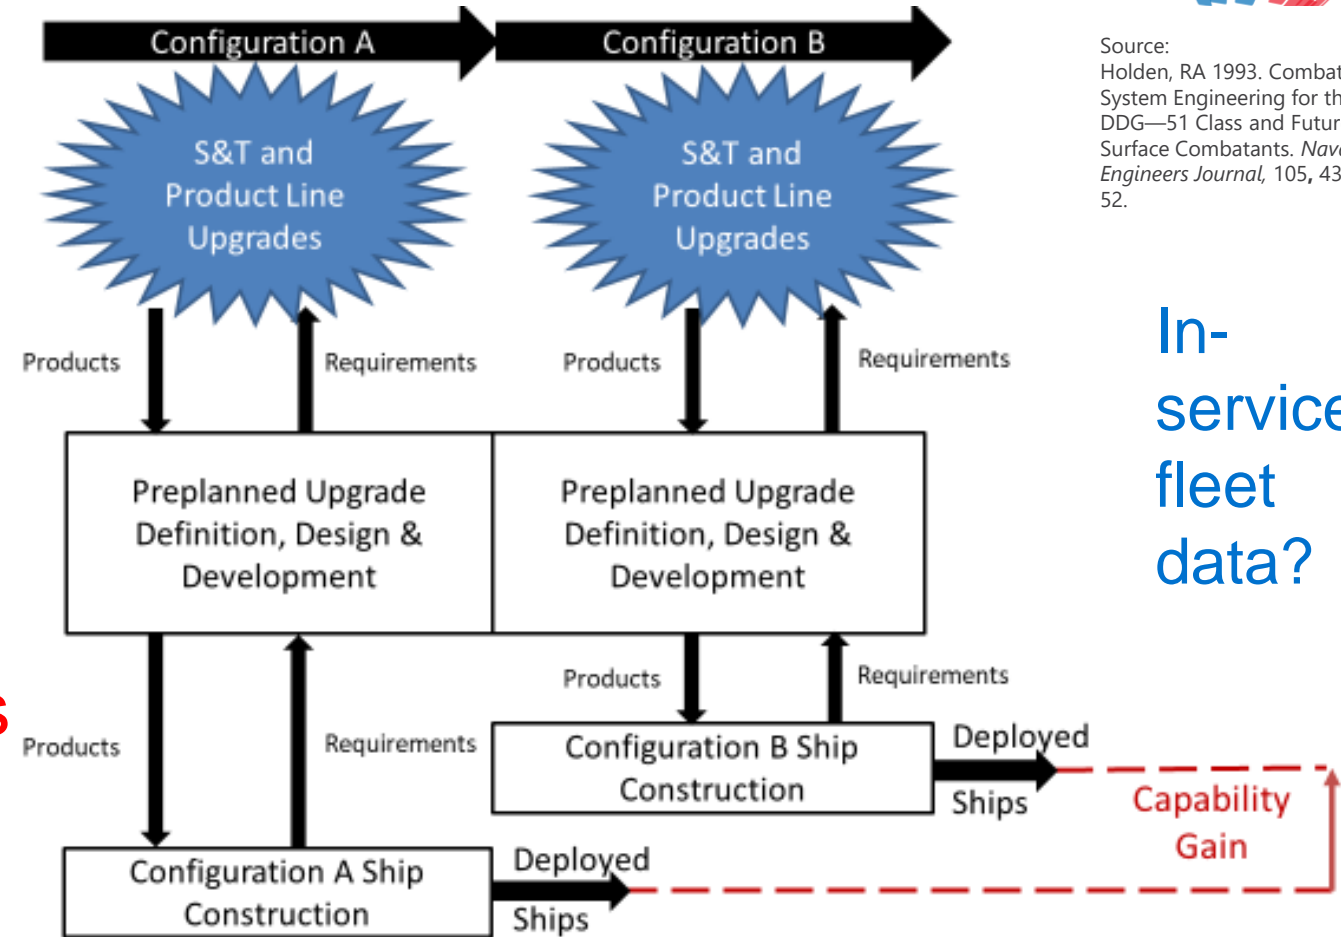 Configuration A
Configuration B
Source:
Holden, RA 1993. Combat
System Engineering for th
DDG—51 Class and Futur
Surface Combatants. Nava
Engineers Journal, 105, 43
52.
S&T and
Product Line
Upgrades
S&T and
Product Line
Upgrades
Products
Requirements
Products
Requirements
In-
service
fleet
data?
Preplanned Upgrade
Definition, Design &
Development
Preplanned Upgrade
Definition, Design &
Development
Products
Requirements
s
Products
Requirements
Configuration B Ship
Construction
Deployed
Ships
Capability
Gain
Configuration A Ship
Construction
Deployed
Ships